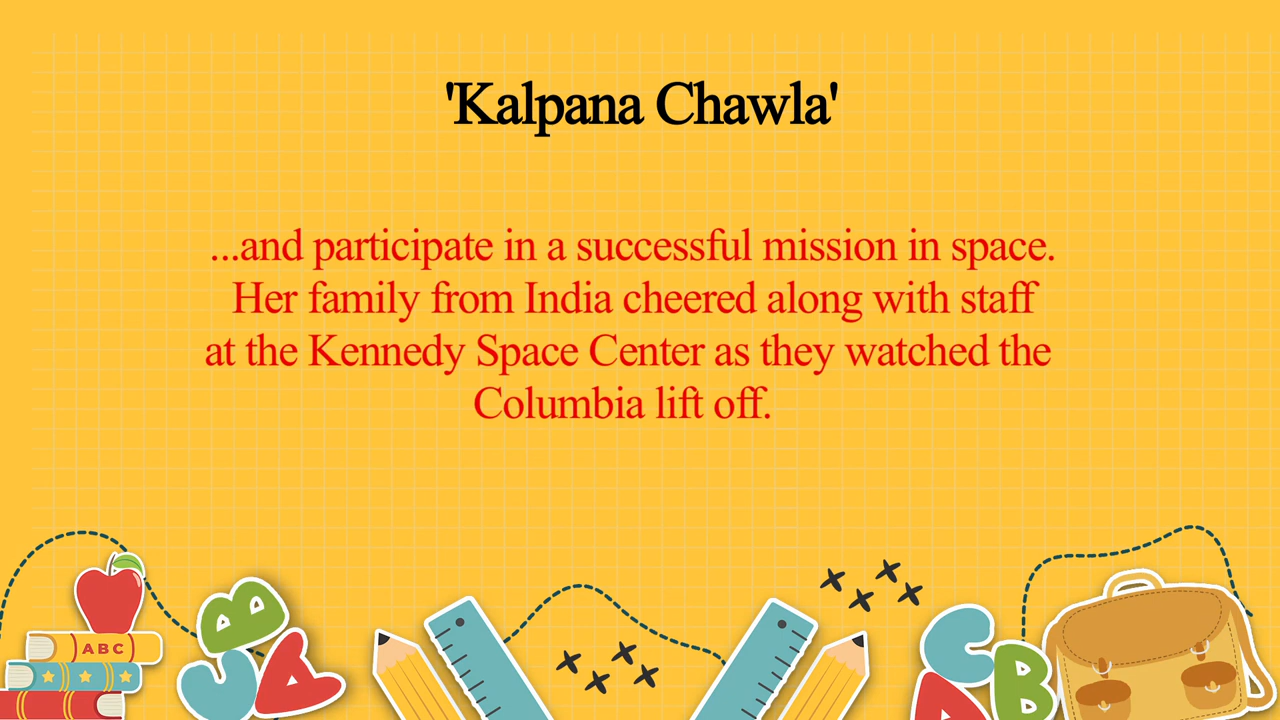 'Kalpana Chawla'
...and participate in a successful mission in space.
Her family from India cheered along with staff
at the Kennedy Space Center as they watched the
Columbia lift off.
ABC
B
C
A
C
B
A